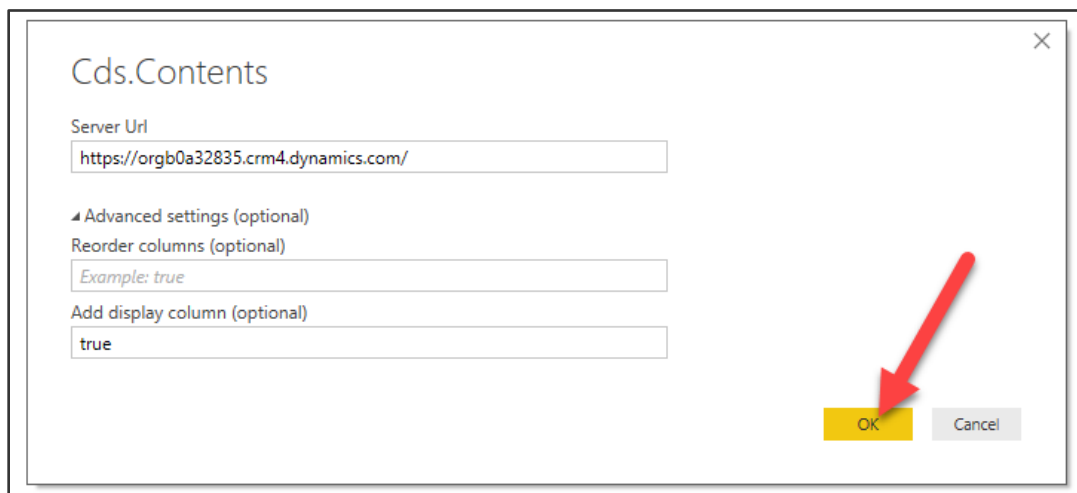 Cds.Contents
Server Url
https://orgb0a32835.crm4.dynamics.com/
Advanced settings (optional)
Reorder columns (optional)
Example: true
Add display column (optional)
true
OK Cancel